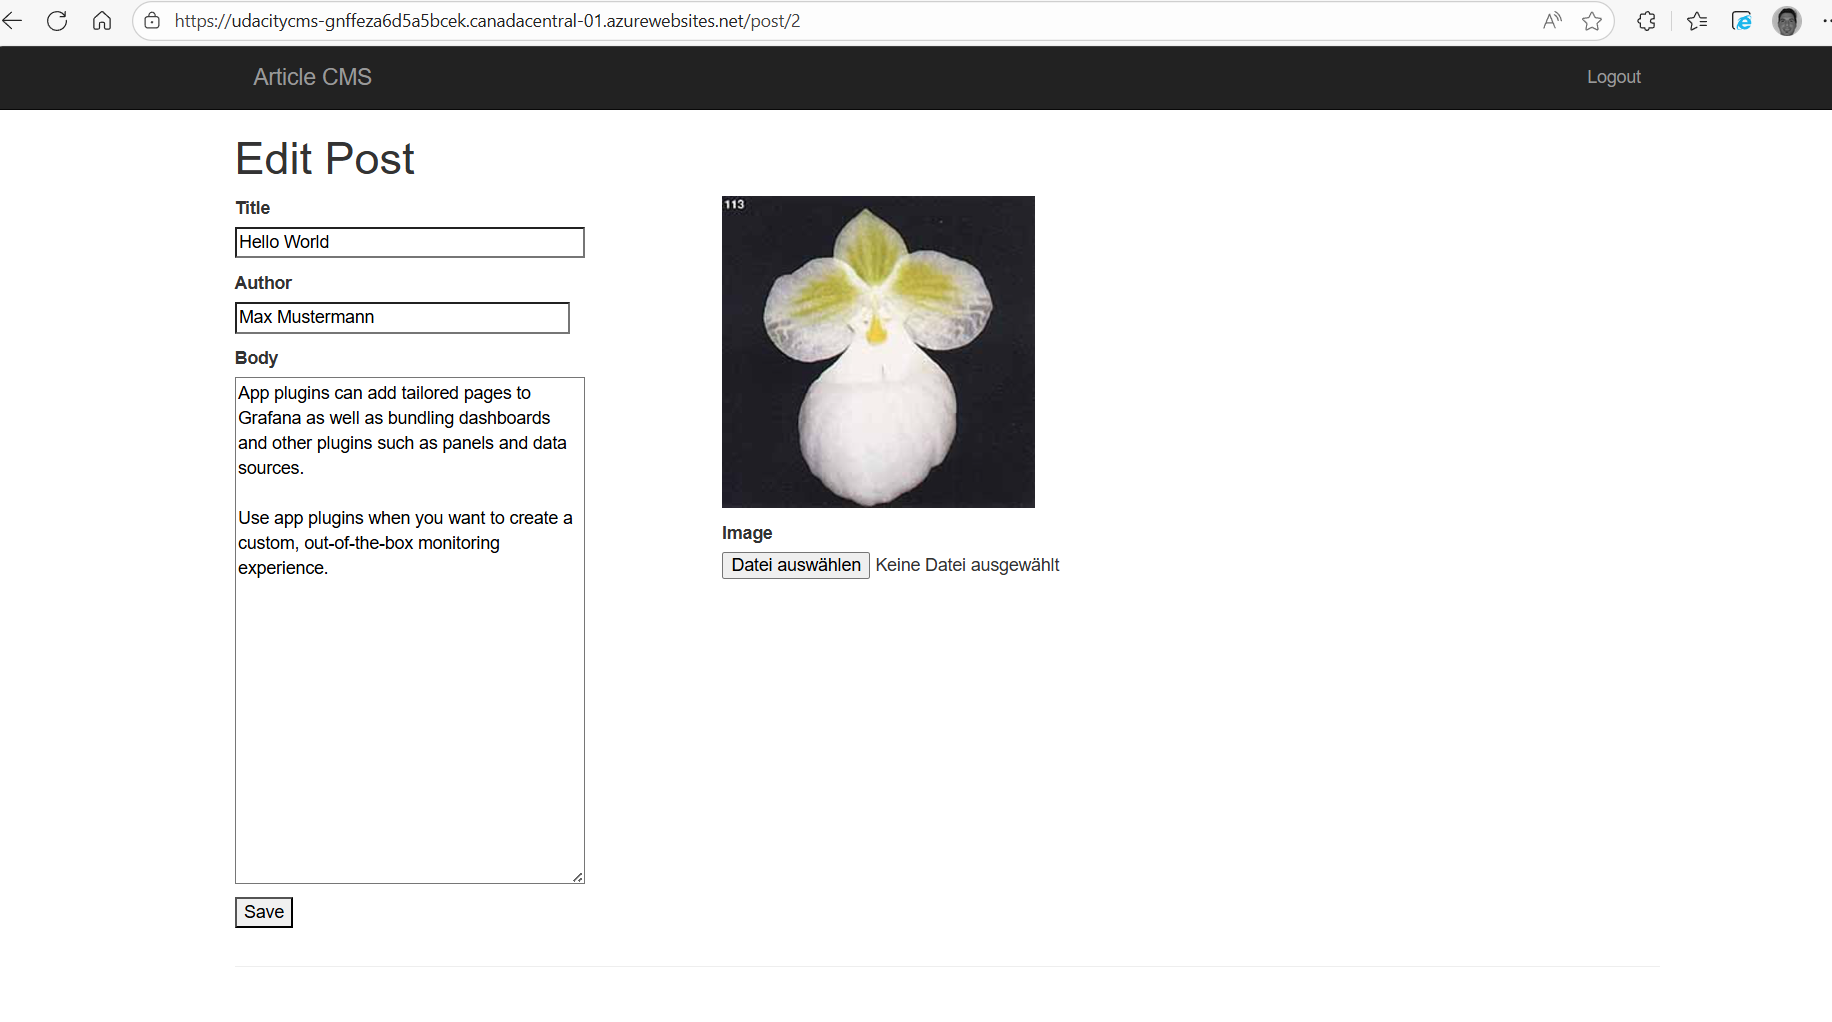 https://udacitycms-gnffeza6d5a5bcek.canadacentral-01.azurewebsites.net/post/2
Article CMS
Logout
Edit Post
Title
Hello World
Author
Max Mustermann
Body
App plugins can add tailored pages to
Grafana as well as bundling dashboards
and other plugins such as panels and data
sources.
Use app plugins when you want to create a
custom, out-of-the-box monitoring
experience.
Save
113
Image
Datei auswählen Keine Datei ausgewählt